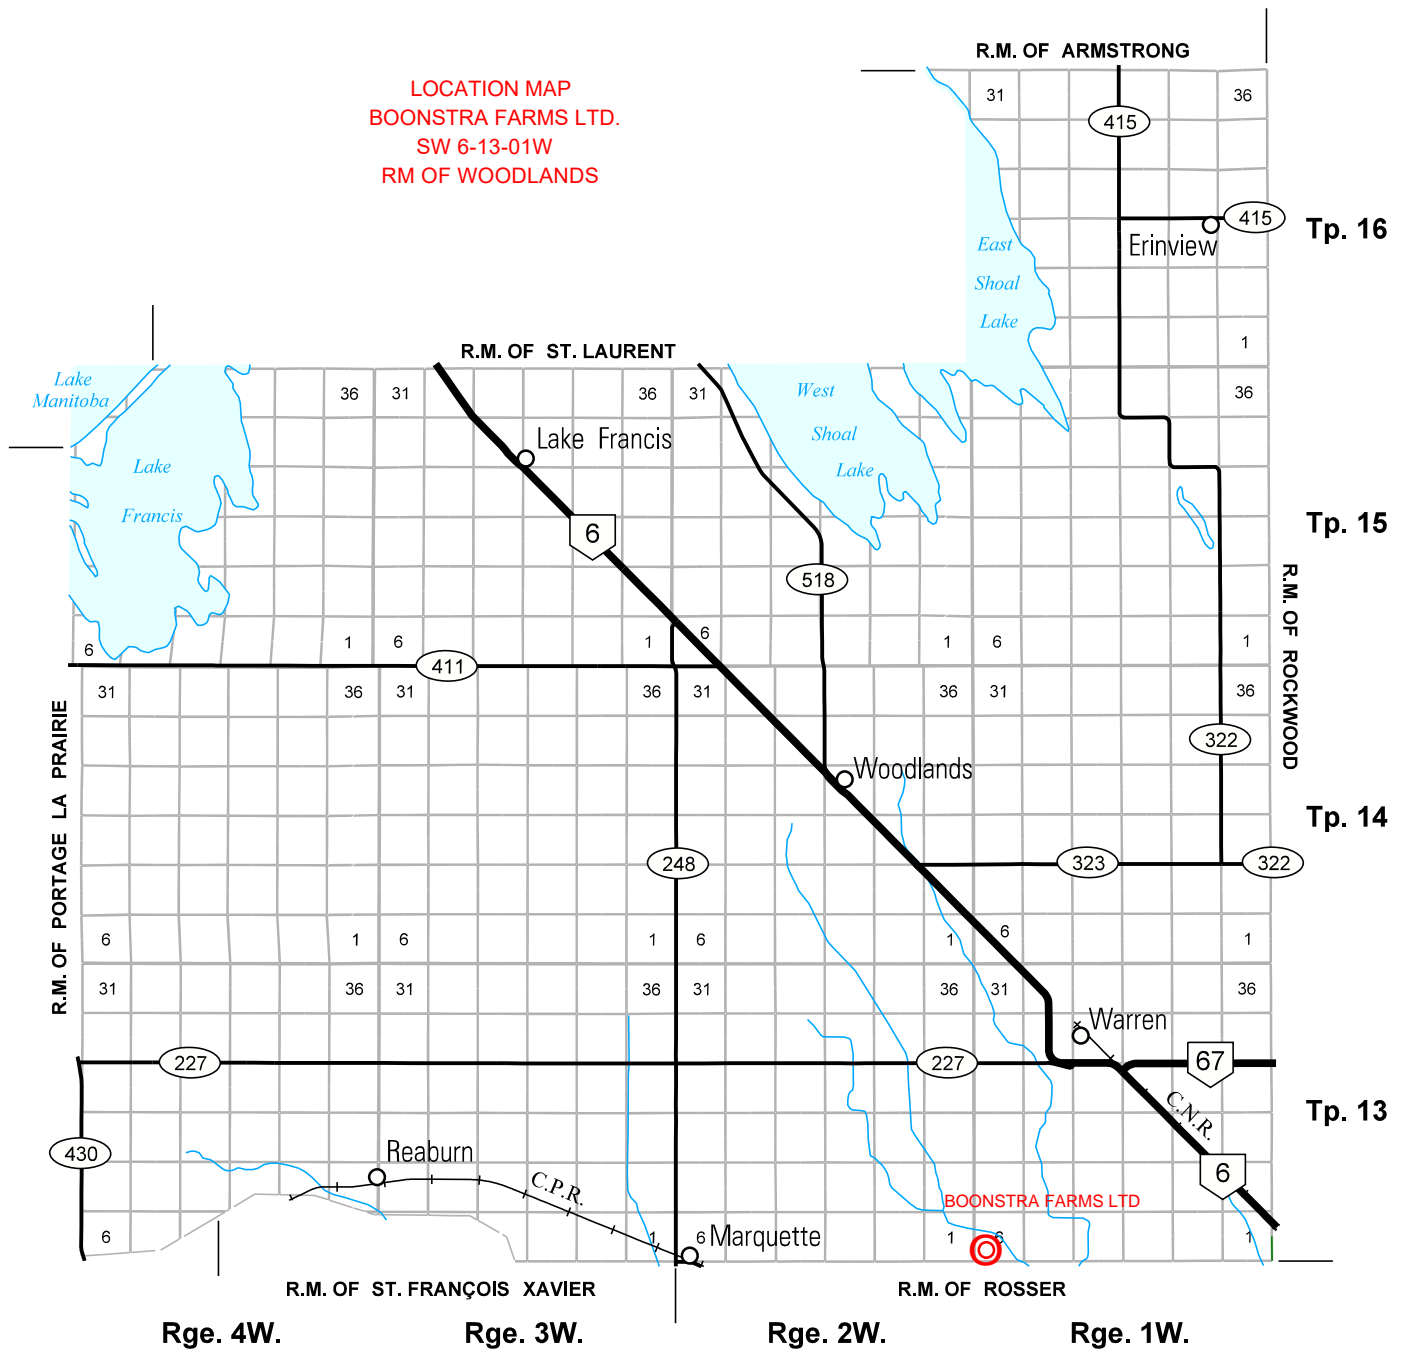 R.M. OF ARMSTRONG
LOCATION MAP
BOONSTRA FARMS LTD.
SW 6-13-01W
RM OF WOODLANDS
31
36
415
415
Erinview
Tp. 16
East
Shoal
Lake
1
R.M. OF ST. LAURENT
Lake
Manitoba
36
31
36
31
West
Shoal
Lake
36
Lake Francis
Lake
Francis
6
Tp. 15
518
R.M. OF ROCKWOOD
6
1
6
1
6
1
6
1
411
31
36
31
36
31
36
31
36
R.M. OF PORTAGE LA PRAIRIE
322
Woodlands
Tp. 14
248
323
322
6
1
6
1
6
1
6
1
31
36
31
36
31
36
31
36
Warren
227
227
67
C.N.R.
Tp. 13
430
Reaburn
C.P.R.
6
BOONSTRA FARMS LTD
6
1
6
Marquette
1
6
1
R.M. OF ST. FRANÇOIS XAVIER
R.M. OF ROSSER
Rge. 4W.
Rge. 3W.
Rge. 2W.
Rge. 1W.